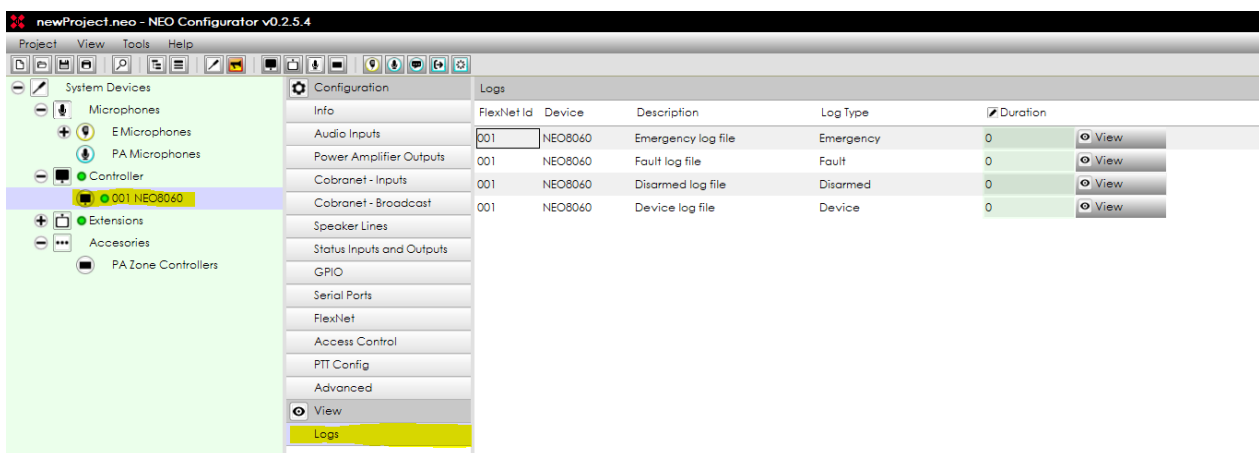 newProject.neo - NEO Configurator v0.2.5.4
Project View Tools Help
System Devices
Microphones
EMicrophones
PA Microphones
Controller
001 NEO8060
Extensions
Accesories
PA Zone Controllers
Configuration
Info
Audio Inputs
Power Amplifier Outputs
Cobranet - Inputs
Cobranet - Broadcast
Speaker Lines
Status Inputs and Outputs
GPIO
Serial Ports
FlexNet
Access Control
PTT Config
Advanced
View
Logs
Logs
FlexNet Id Device Description Log Type Duration
001 NEO8060 Emergency log file Emergency 0 View
001 NEO8060 Fault log file Fault 0 View
001 NEO8060 Disarmed log file Disarmed 0 View
001 NEO8060 Device log file Device 0 View